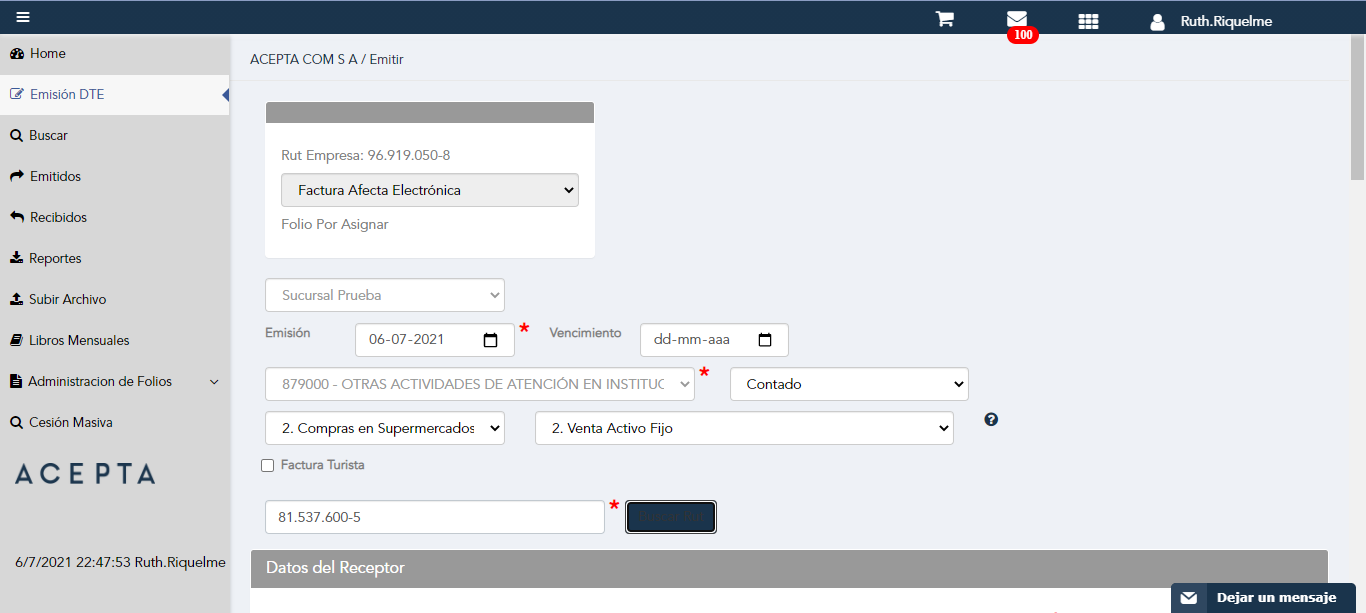 Ruth.Riquelme
100
Home
Emisión DTE
Buscar
Emitidos
Recibidos
Reportes
Subir Archivo
Libros Mensuales
Administracion de Folios
Cesión Masiva
ACEPTA
6/7/2021 22:47:53 Ruth.Riquelme
ACEPTA COM S A / Emitir
Rut Empresa: 96.919.050-8
Factura Afecta Electrónica
Folio Por Asignar
Sucursal Prueba
Emisión 06-07-2021 * Vencimiento dd-mm-aaa
879000 - OTRAS ACTIVIDADES DE ATENCIÓN EN INSTITUC * Contado
2. Compras en Supermercados 2. Venta Activo Fijo ?
Factura Turista
81.537.600-5 *
Datos del Receptor
Dejar un mensaje